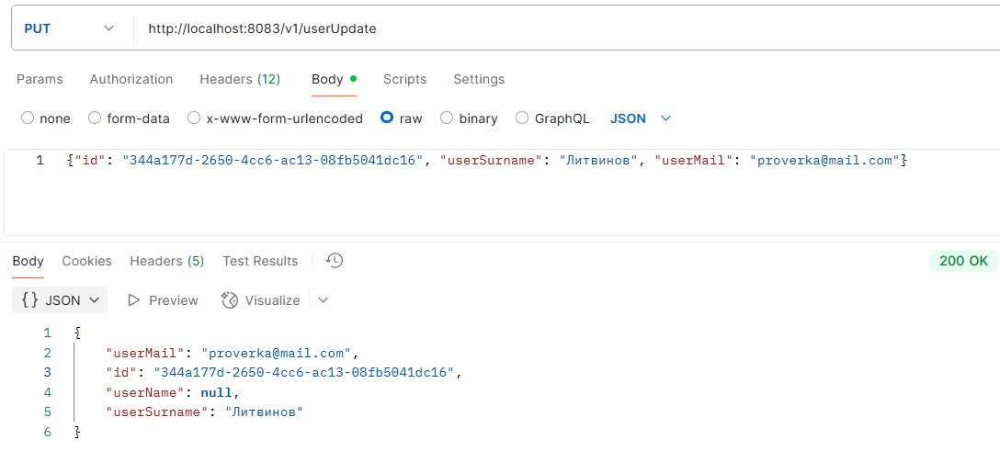 PUT http://localhost:8083/v1/userUpdate
Params Authorization Headers (12) Body Scripts Settings
none form-data x-www-form-urlencoded raw binary GraphQL JSON
1 {"id": "344a177d-2650-4cc6-ac13-08fb5041dc16", "userSurname": "Литвинов", "userMail": "proverka@mail.com"}
Body Cookies Headers (5) Test Results 200 OK
{} JSON Preview Visualize
1 {
2 "userMail": "proverka@mail.com",
3 "id": "344a177d-2650-4cc6-ac13-08fb5041dc16",
4 "userName": null,
5 "userSurname": "Литвинов"
6 }